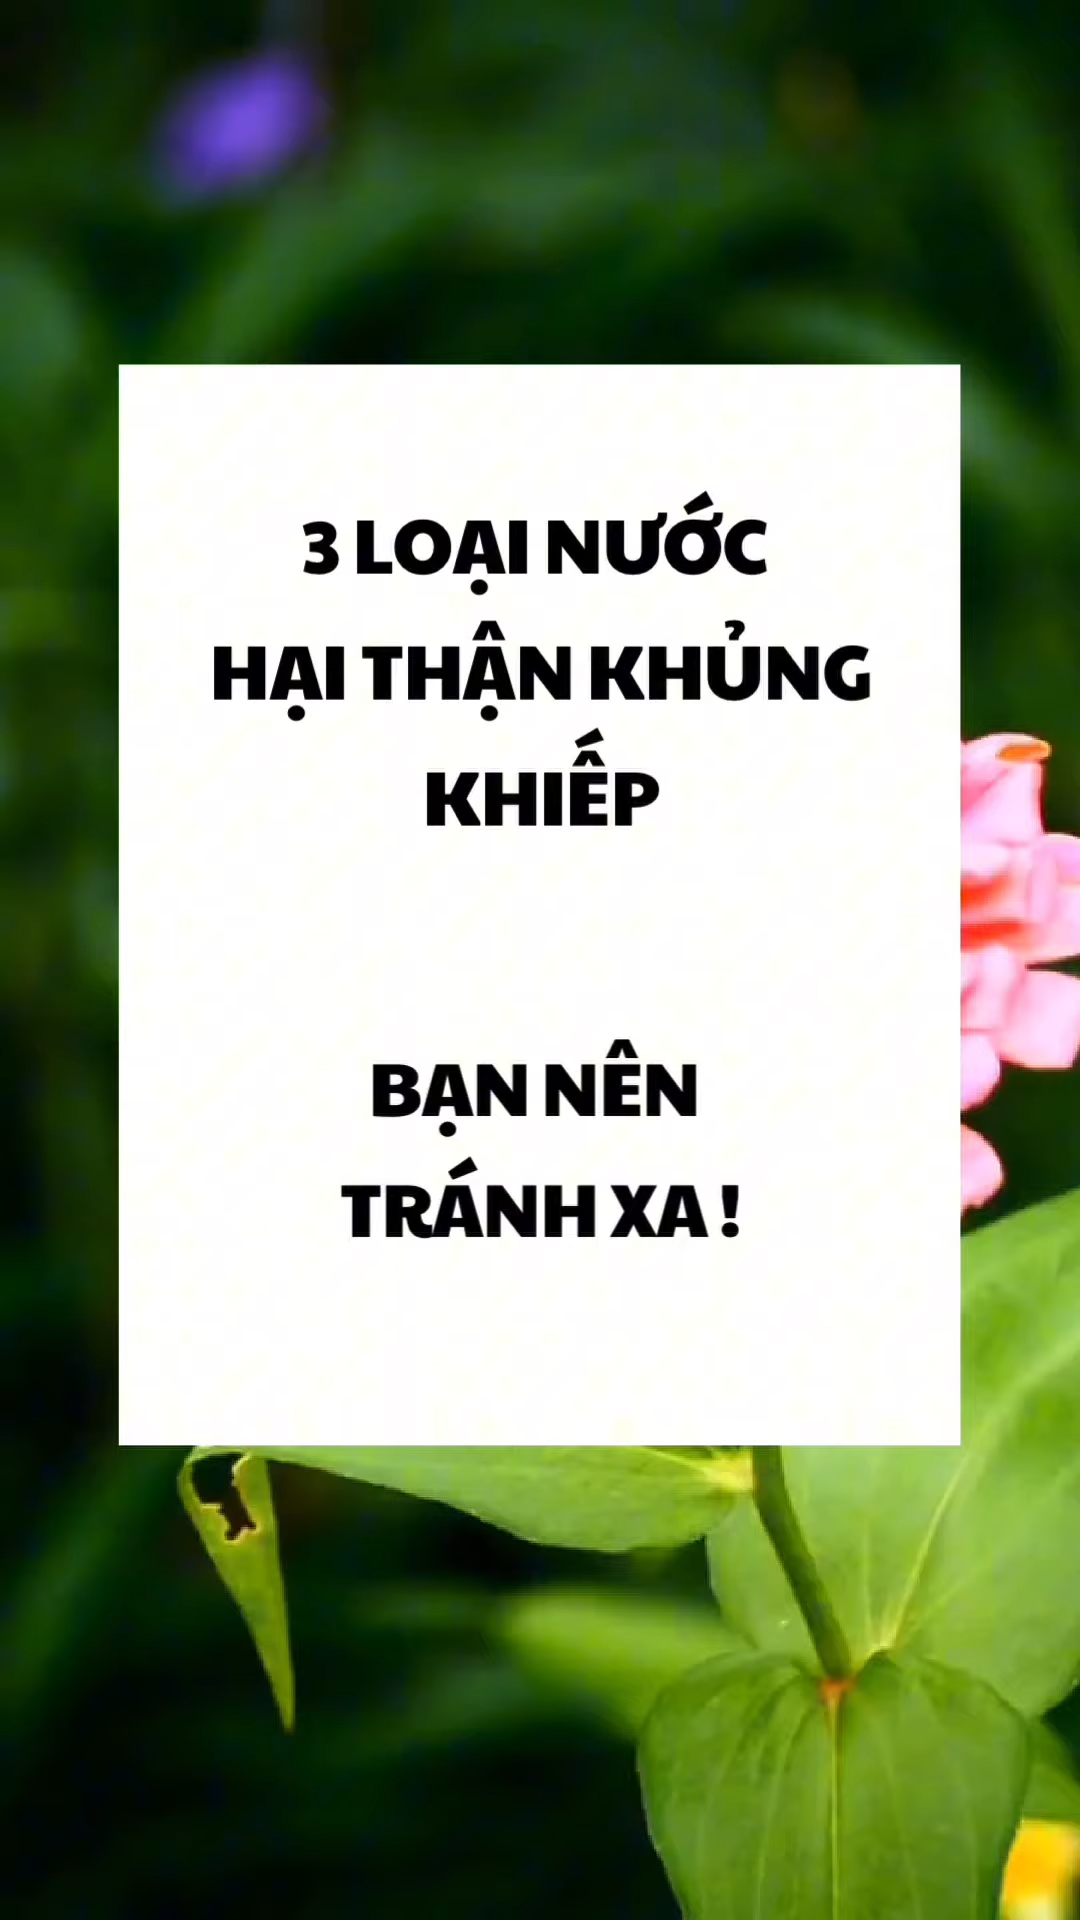 3 LOẠI NƯỚC
HẠI THẬN KHỦNG
KHIẾP
BẠN NÊN
TRÁNH XA !